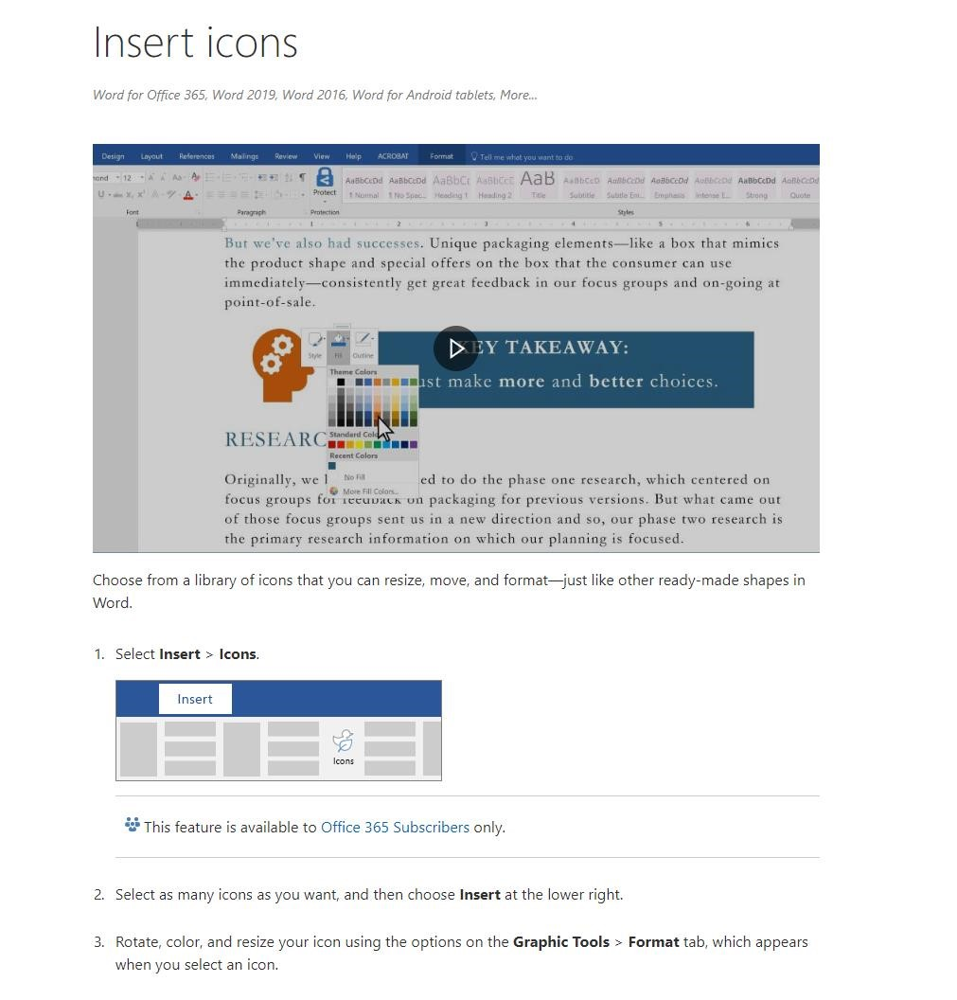 Insert icons
Word for Office 365, Word 2019, Word 2016, Word for Android tablets, More...
Design Layout References Mailings Review View Help ACROBAT Format Tell me what you want to do
12
Protect
AaBbCcDd AaBbCcDd AaBbCc AaBbCcE AaB AaBbCcD AaBbCcDd AaBbCcDd AaBbCcDd AaBbCcDd AaBbCcDd
1 Normal 1 No Spac... Heading 1 Heading 2 Title Subtitle Subtle Em... Emphasis Intense E... Strong Quote
Font Paragraph Protection Styles
1 2 3 4 5 6
But we've also had successes. Unique packaging elements—like a box that mimics
the product shape and special offers on the box that the consumer can use
immediately—consistently get great feedback in our focus groups and on-going at
point-of-sale.
Style Fill Outline
KEY TAKEAWAY:
ust make more and better choices.
Theme Colors
Standard Col
RESEARC
Recent Colors
No Fill
More Fill Colors...
Originally, we ed to do the phase one research, which centered on
focus groups for feedback on packaging for previous versions. But what came out
of those focus groups sent us in a new direction and so, our phase two research is
the primary research information on which our planning is focused.
Choose from a library of icons that you can resize, move, and format—just like other ready-made shapes in
Word.
1. Select Insert > Icons.
Insert
Icons
This feature is available to Office 365 Subscribers only.
2. Select as many icons as you want, and then choose Insert at the lower right.
3. Rotate, color, and resize your icon using the options on the Graphic Tools > Format tab, which appears
when you select an icon.